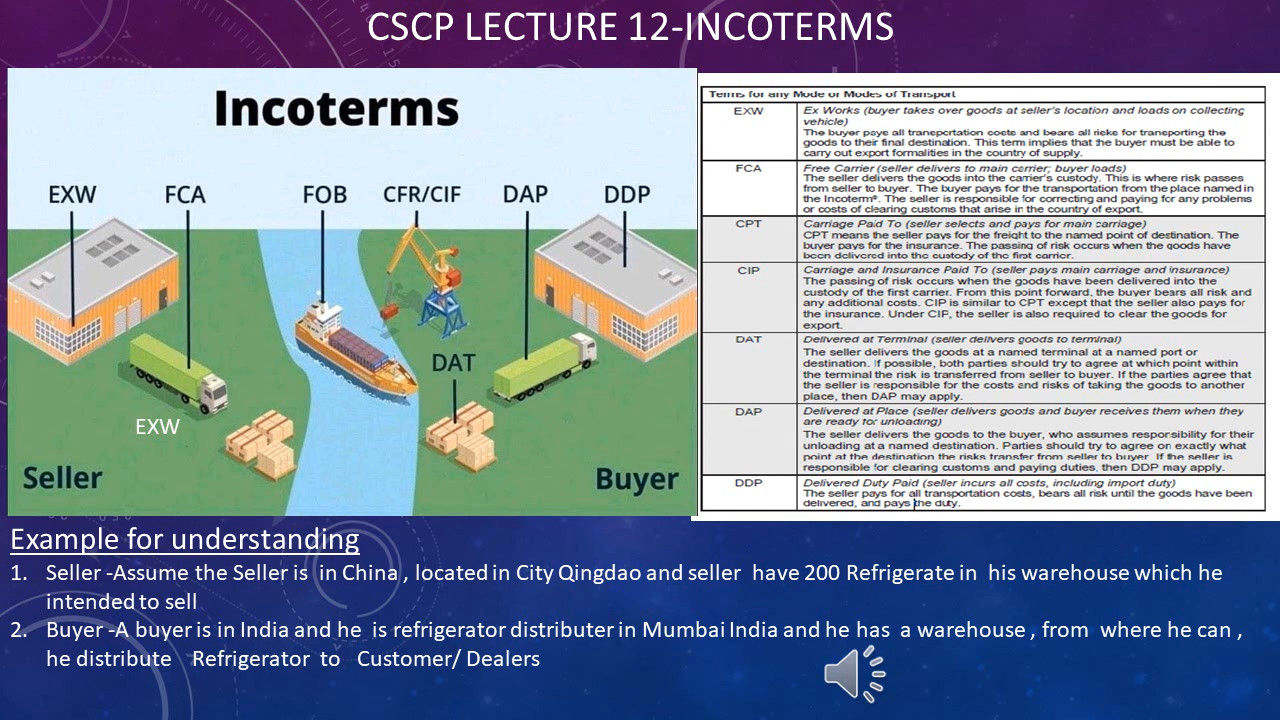 CSCP LECTURE 12-INCOTERMS
Incoterms
EXW FCA FOB CFR/CIF DAP DDP
DAT
EXW
Seller
Buyer
Terms for any Mode or Modes of Transport
EXW
Ex Works (buyer takes over goods at seller's location and loads on collecting
vehicle)
The buyer pays all transportation costs and bears all risks for transporting the
goods to their final destination. This term implies that the buyer must be able to
carry out export formalities in the country of supply.
FCA
Free Carrier (seller delivers to main carrier; buyer loads)
The seller delivers the goods into the carrier's custody. This is where risk passes
from seller to buyer. The buyer pays for the transportation from the place named in
the Incoterm®. The seller is responsible for correcting and paying for any problems
or costs of clearing customs that arise in the country of export.
CPT
Carriage Paid To (seller selects and pays for main carriage)
CPT means the seller pays for the freight to the named point of destination. The
buyer pays for the insurance. The passing of risk occurs when the goods have
been delivered into the custody of the first carrier.
CIP
Carriage and Insurance Paid To (seller pays main carriage and insurance)
The passing of risk occurs when the goods have been delivered into the
custody of the first carrier. From this point forward, the buyer bears all risk and
any additional costs. CIP is similar to CPT except that the seller also pays for
the insurance. Under CIF, the seller is also required to clear the goods for
export.
DAT
Delivered at Terminal (seller delivers goods to terminal)
The seller delivers the goods at a named terminal at a named port or
destination. If possible, both parties should try to agree at which point within
the terminal the risk is transferred from seller to buyer. If the parties agree that
the seller is responsible for the costs and risks of taking the goods to another
place, then DAP may apply.
DAP
Delivered at Place (seller delivers goods and buyer receives them when they
are ready for unloading)
The seller delivers the goods to the buyer, who assumes responsibility for their
unloading at a named destination. Parties should try to agree on exactly what
point at the destination the risks transfer from seller to buyer. If the seller is
responsible for clearing customs and paying duties, then DDP may apply.
DDP
Delivered Duty Paid (seller incurs all costs, including import duty)
The seller pays for all transportation costs, bears all risk until the goods have been
delivered, and pays the duty.
Example for understanding
1. Seller -Assume the Seller is in China , located in City Qingdao and seller have 200 Refrigerate in his warehouse which he
intended to sell
2. Buyer -A buyer is in India and he is refrigerator distributer in Mumbai India and he has a warehouse , from where he can ,
he distribute Refrigerator to Customer/ Dealers